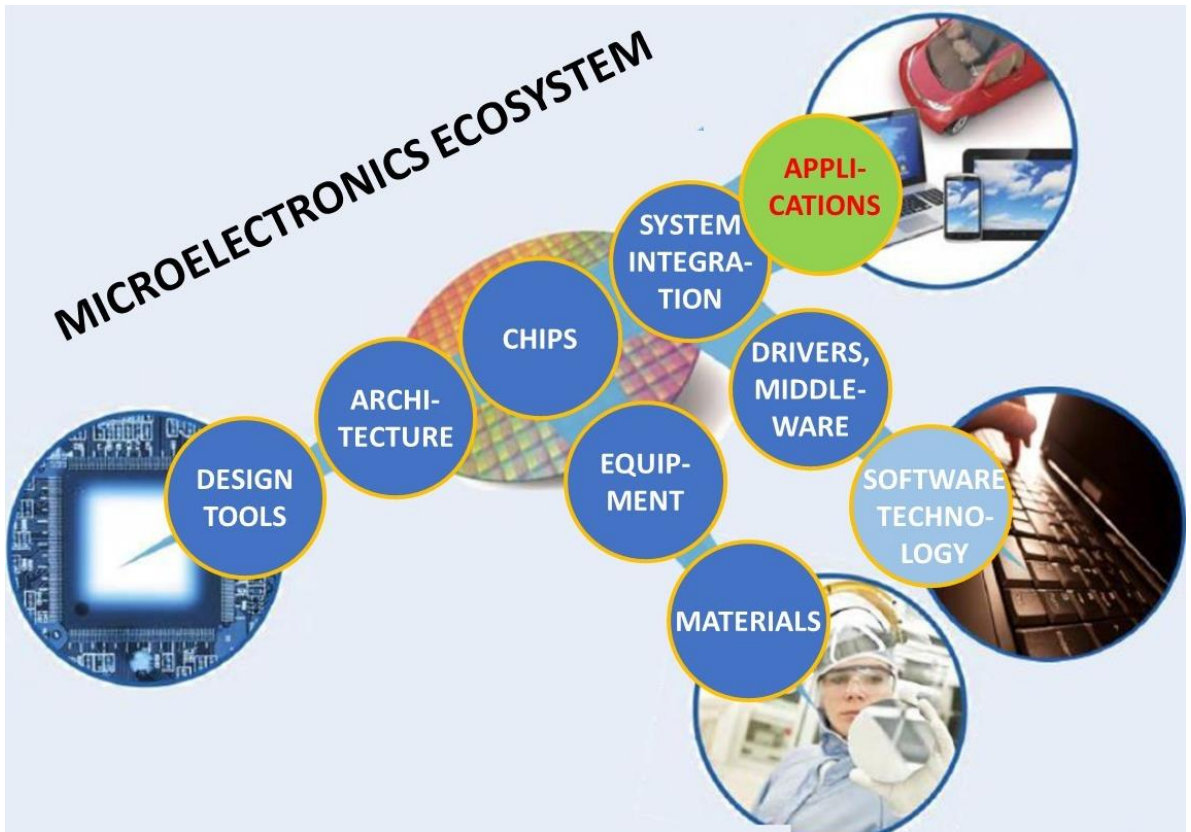 MICROELECTRONICS ECOSYSTEM
APPLI-
CATIONS
SYSTEM
INTEGRA-
TION
CHIPS
DRIVERS,
MIDDLE-
WARE
ARCHI-
TECTURE
EQUIP-
MENT
DESIGN
TOOLS
SOFTWARE
TECHNO-
LOGY
MATERIALS